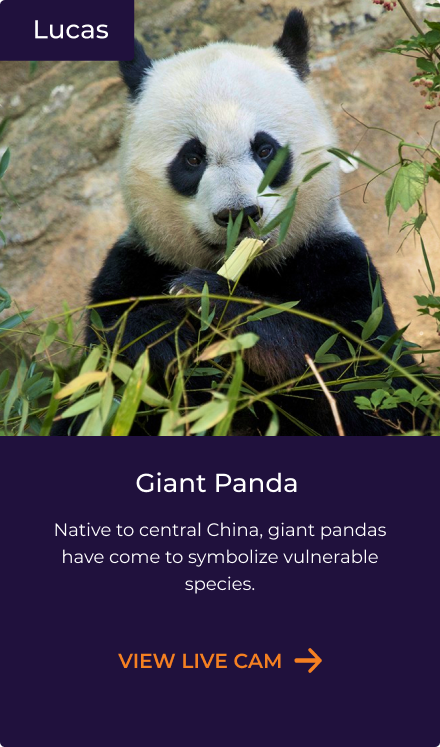 Lucas
Giant Panda
Native to central China, giant pandas
have come to symbolize vulnerable
species.
VIEW LIVE CAM